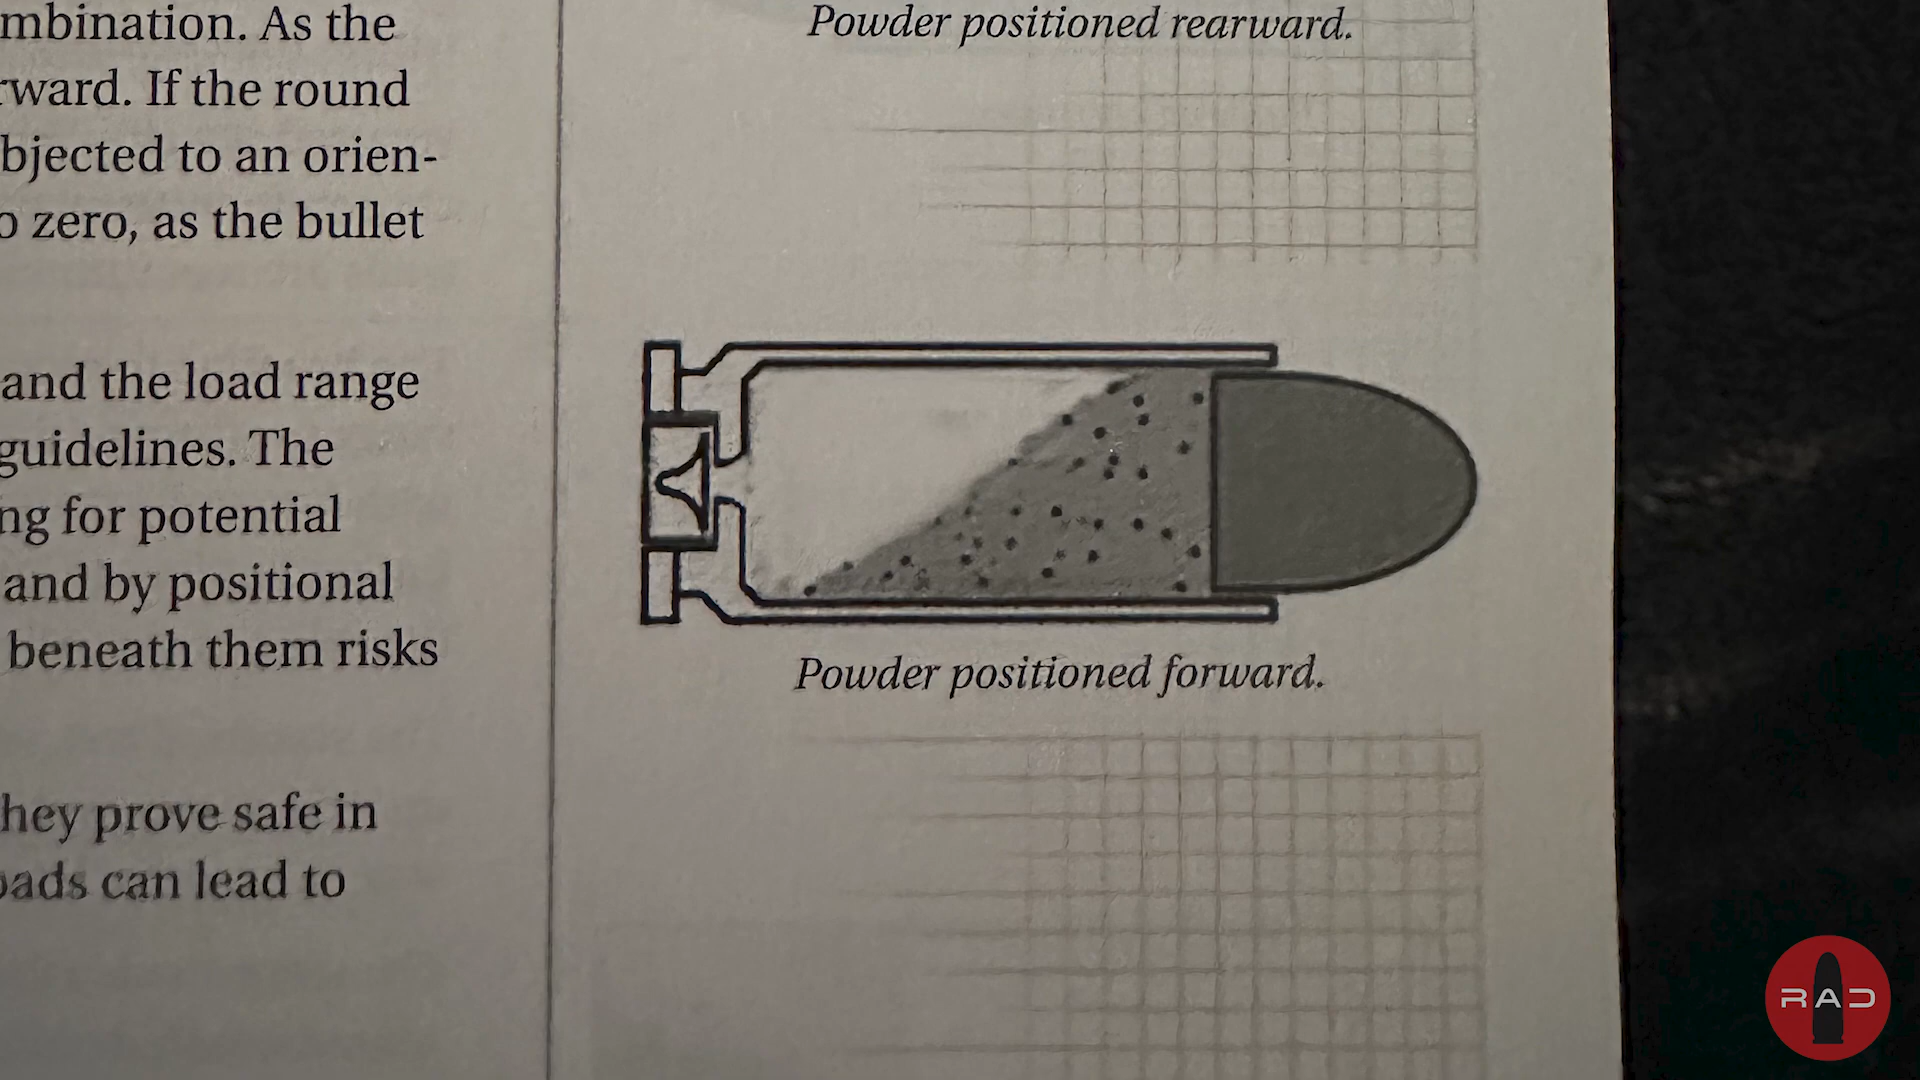 mbination. As the
rward. If the round
bjected to an orien-
o zero, as the bullet
and the load range
guidelines. The
ng for potential
and by positional
beneath them risks
hey prove safe in
oads can lead to
Powder positioned rearward.
Powder positioned forward.
RAD